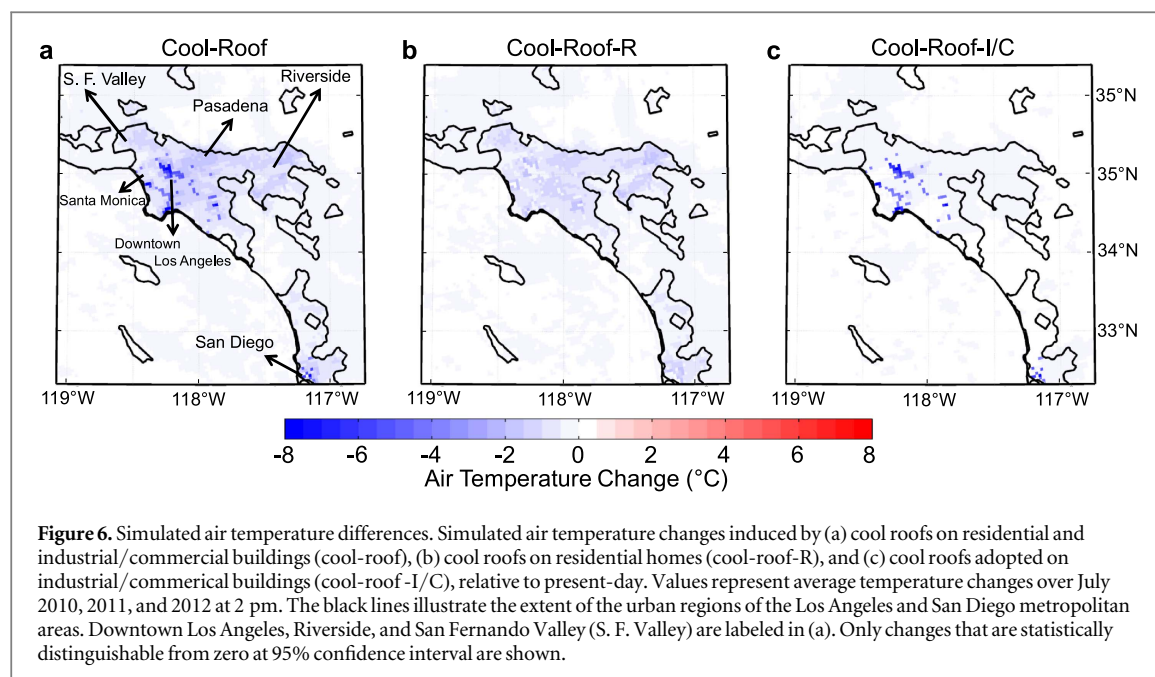 a
Cool-Roof
b
Cool-Roof-R
c
Cool-Roof-I/C
S. F. Valley
Riverside
Pasadena
Santa Monica
Downtown
Los Angeles
San Diego
35°N
35°N
34°N
33°N
119°W 118°W 117°W
119°W 118°W 117°W
119°W 118°W 117°W
-8 -6 -4 -2 0 2 4 6 8
Air Temperature Change (°C)
Figure 6. Simulated air temperature differences. Simulated air temperature changes induced by (a) cool roofs on residential and
industrial/commercial buildings (cool-roof), (b) cool roofs on residential homes (cool-roof-R), and (c) cool roofs adopted on
industrial/commerical buildings (cool-roof -I/C), relative to present-day. Values represent average temperature changes over July
2010, 2011, and 2012 at 2 pm. The black lines illustrate the extent of the urban regions of the Los Angeles and San Diego metropolitan
areas. Downtown Los Angeles, Riverside, and San Fernando Valley (S. F. Valley) are labeled in (a). Only changes that are statistically
distinguishable from zero at 95% confidence interval are shown.